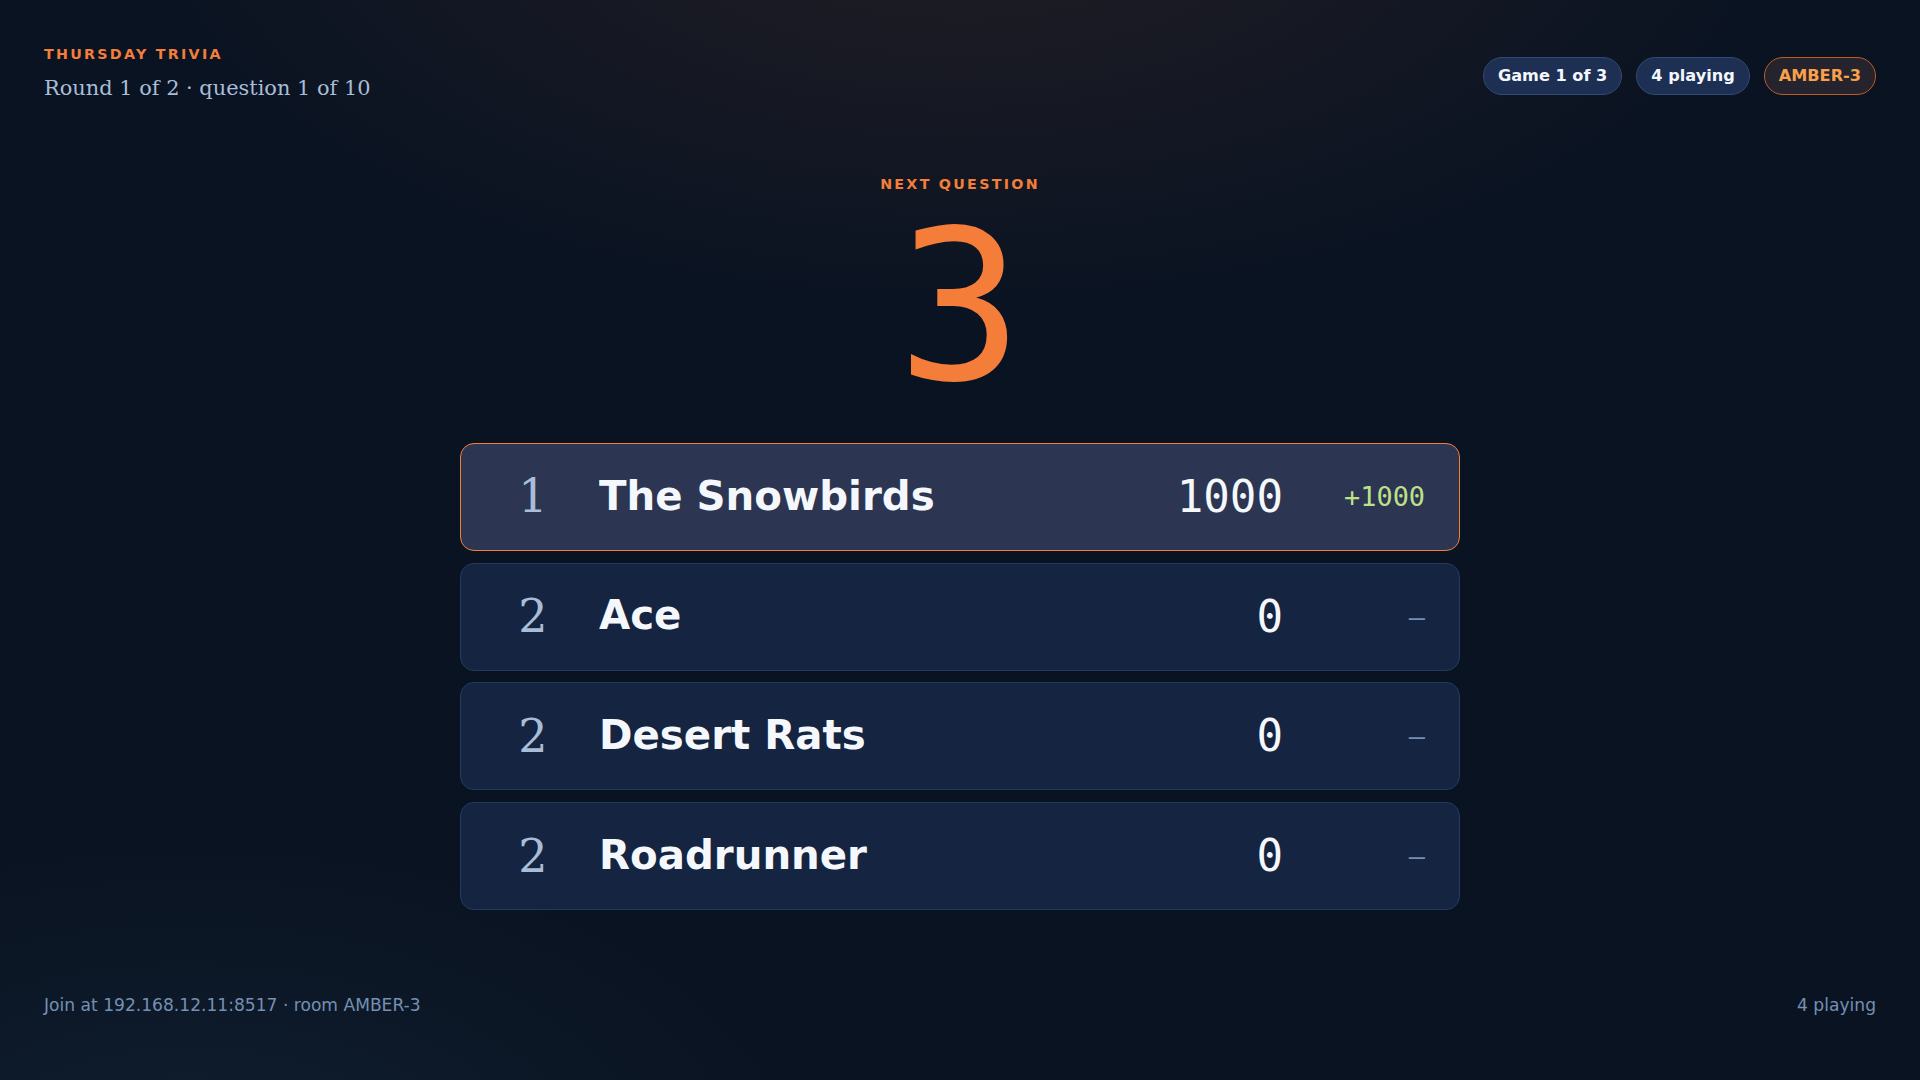 THURSDAY TRIVIA
Round 1 of 2 · question 1 of 10
Game 1 of 3
4 playing
AMBER-3
NEXT QUESTION
3
1 The Snowbirds 1000 +1000
2 Ace 0 –
2 Desert Rats 0 –
2 Roadrunner 0 –
Join at 192.168.12.11:8517 · room AMBER-3
4 playing